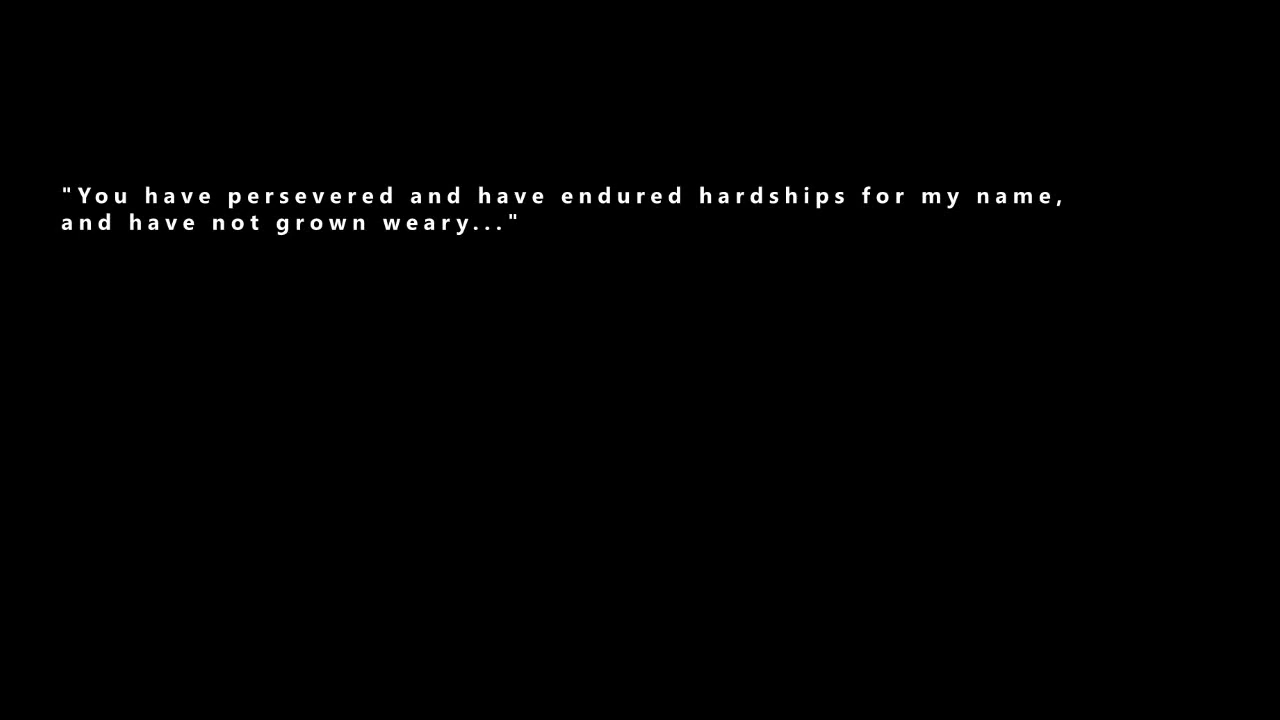 "You have persevered and have endured hardships for my name,
and have not grown weary..."